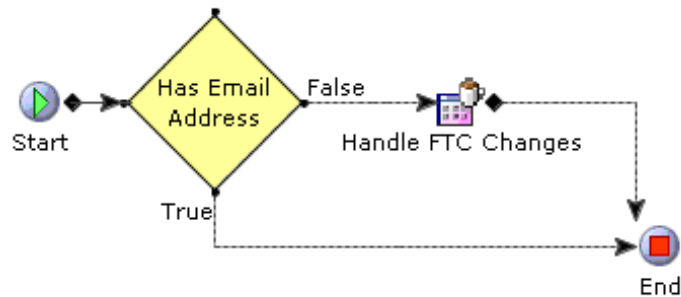 Has Email
Address
False
Start
Handle FTC Changes
True
End